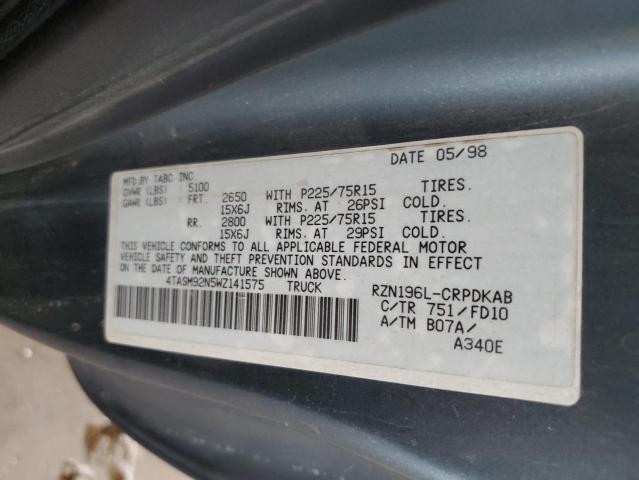 MFD.BY TABC INC. DATE 05/98
GVWR (LBS) 5100
GAWR (LBS) FRT. 2650 WITH P225/75R15 TIRES.
15X6J RIMS. AT 26PSI COLD.
RR. 2800 WITH P225/75R15 TIRES.
15X6J RIMS. AT 29PSI COLD.
THIS VEHICLE CONFORMS TO ALL APPLICABLE FEDERAL MOTOR
VEHICLE SAFETY AND THEFT PREVENTION STANDARDS IN EFFECT
ON THE DATE OF MANUFACTURE SHOWN ABOVE.
4TASM92N5WZ141575 TRUCK RZN196L-CRPDKAB
C/TR 751/FD10
A/TM B07A/
A340E